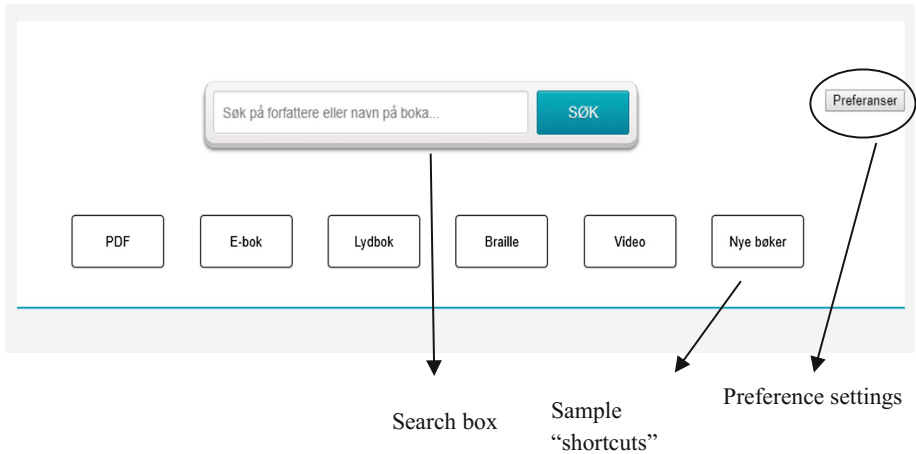 Preferanser
Søk på forfattere eller navn på boka...
SØK
PDF
E-bok
Lydbok
Braille
Video
Nye bøker
Search box
Sample
“shortcuts”
Preference settings